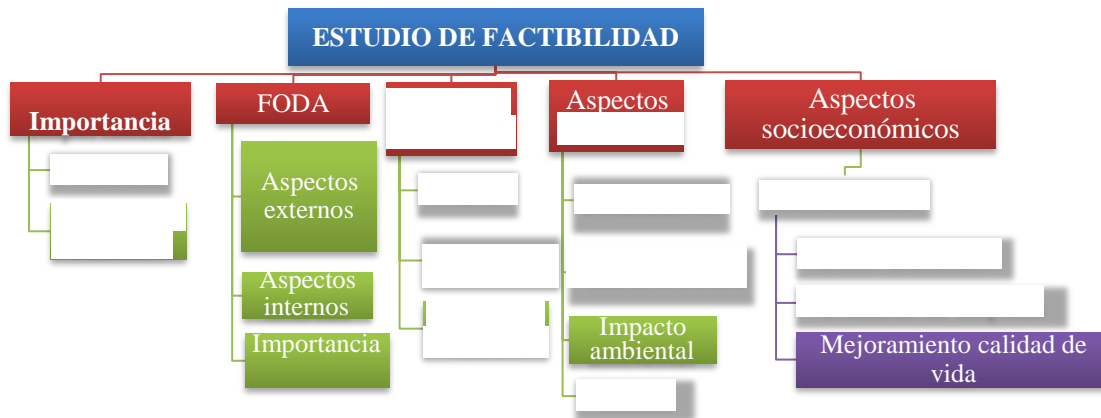 ESTUDIO DE FACTIBILIDAD
Importancia
FODA
Aspectos
externos
Aspectos
internos
Importancia
Aspectos
Impacto
ambiental
Aspectos
socioeconómicos
Mejoramiento calidad de
vida